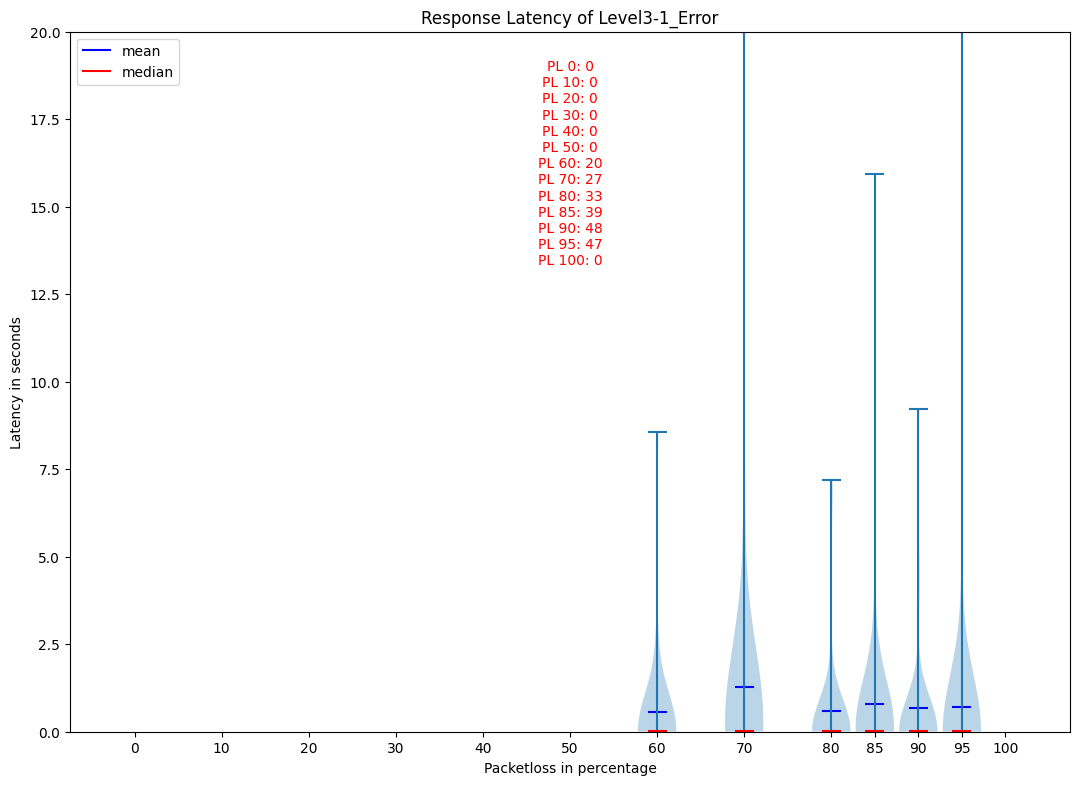 Response Latency of Level3-1_Error
mean
median
PL 0: 0
PL 10: 0
PL 20: 0
PL 30: 0
PL 40: 0
PL 50: 0
PL 60: 20
PL 70: 27
PL 80: 33
PL 85: 39
PL 90: 48
PL 95: 47
PL 100: 0
Latency in seconds
20.0
17.5
15.0
12.5
10.0
7.5
5.0
2.5
0.0
0 10 20 30 40 50 60 70 80 85 90 95 100
Packetloss in percentage